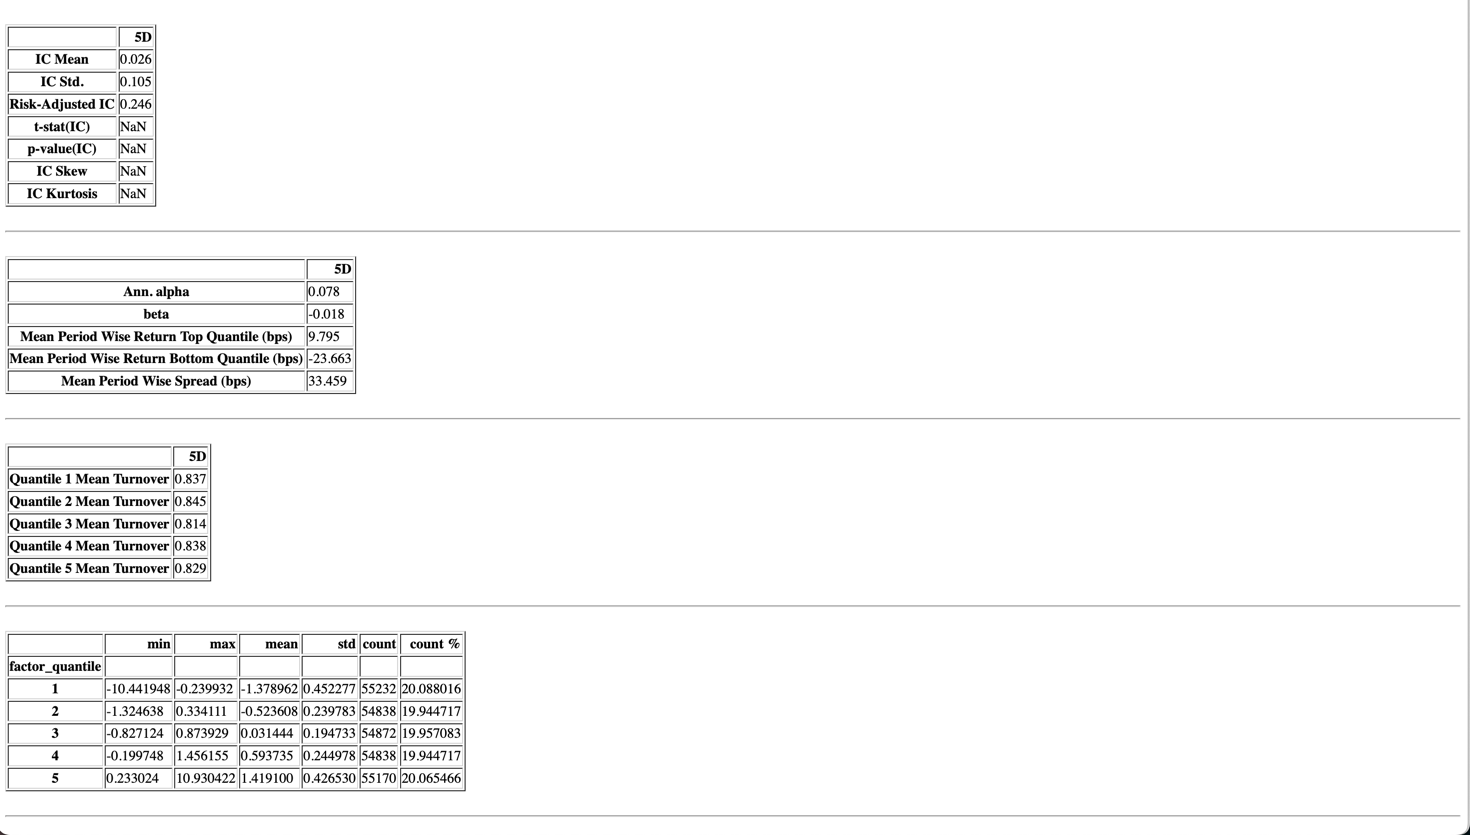 5D
IC Mean 0.026
IC Std. 0.105
Risk-Adjusted IC 0.246
t-stat(IC) NaN
p-value(IC) NaN
IC Skew NaN
IC Kurtosis NaN
5D
Ann. alpha 0.078
beta -0.018
Mean Period Wise Return Top Quantile (bps) 9.795
Mean Period Wise Return Bottom Quantile (bps) -23.663
Mean Period Wise Spread (bps) 33.459
5D
Quantile 1 Mean Turnover 0.837
Quantile 2 Mean Turnover 0.845
Quantile 3 Mean Turnover 0.814
Quantile 4 Mean Turnover 0.838
Quantile 5 Mean Turnover 0.829
min max mean std count count %
factor_quantile
1 -10.441948 -0.239932 -1.378962 0.452277 55232 20.088016
2 -1.324638 0.334111 -0.523608 0.239783 54838 19.944717
3 -0.827124 0.873929 0.031444 0.194733 54872 19.957083
4 -0.199748 1.456155 0.593735 0.244978 54838 19.944717
5 0.233024 10.930422 1.419100 0.426530 55170 20.065466